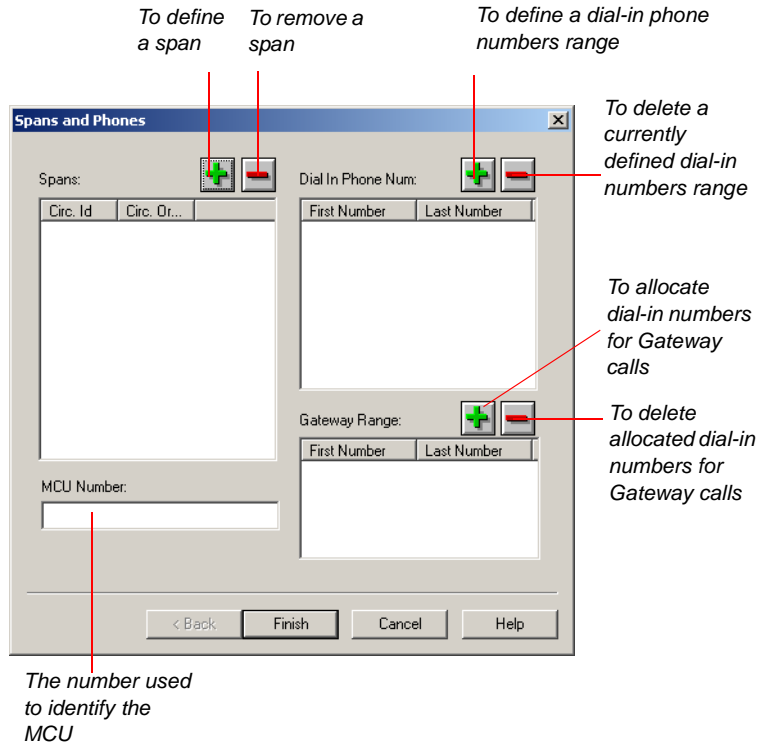 To define
a span
To remove a
span
To define a dial-in phone
numbers range
Spans and Phones
To delete a
currently
defined dial-in
numbers range
Spans:
Dial In Phone Num:
Circ. Id
Circ. Or...
First Number
Last Number
To allocate
dial-in numbers
for Gateway
calls
Gateway Range:
First Number
Last Number
To delete
allocated dial-in
numbers for
Gateway calls
MCU Number:
< Back
Finish
Cancel
Help
The number used
to identify the
MCU